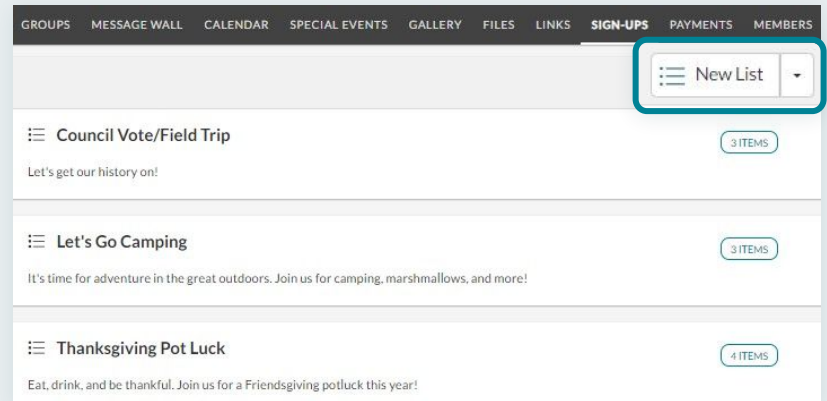 GROUPS MESSAGE WALL CALENDAR SPECIAL EVENTS GALLERY FILES LINKS SIGN-UPS PAYMENTS MEMBERS
New List
Council Vote/Field Trip
3 ITEMS
Let's get our history on!
Let's Go Camping
3 ITEMS
It's time for adventure in the great outdoors. Join us for camping, marshmallows, and more!
Thanksgiving Pot Luck
4 ITEMS
Eat, drink, and be thankful. Join us for a Friendsgiving potluck this year!